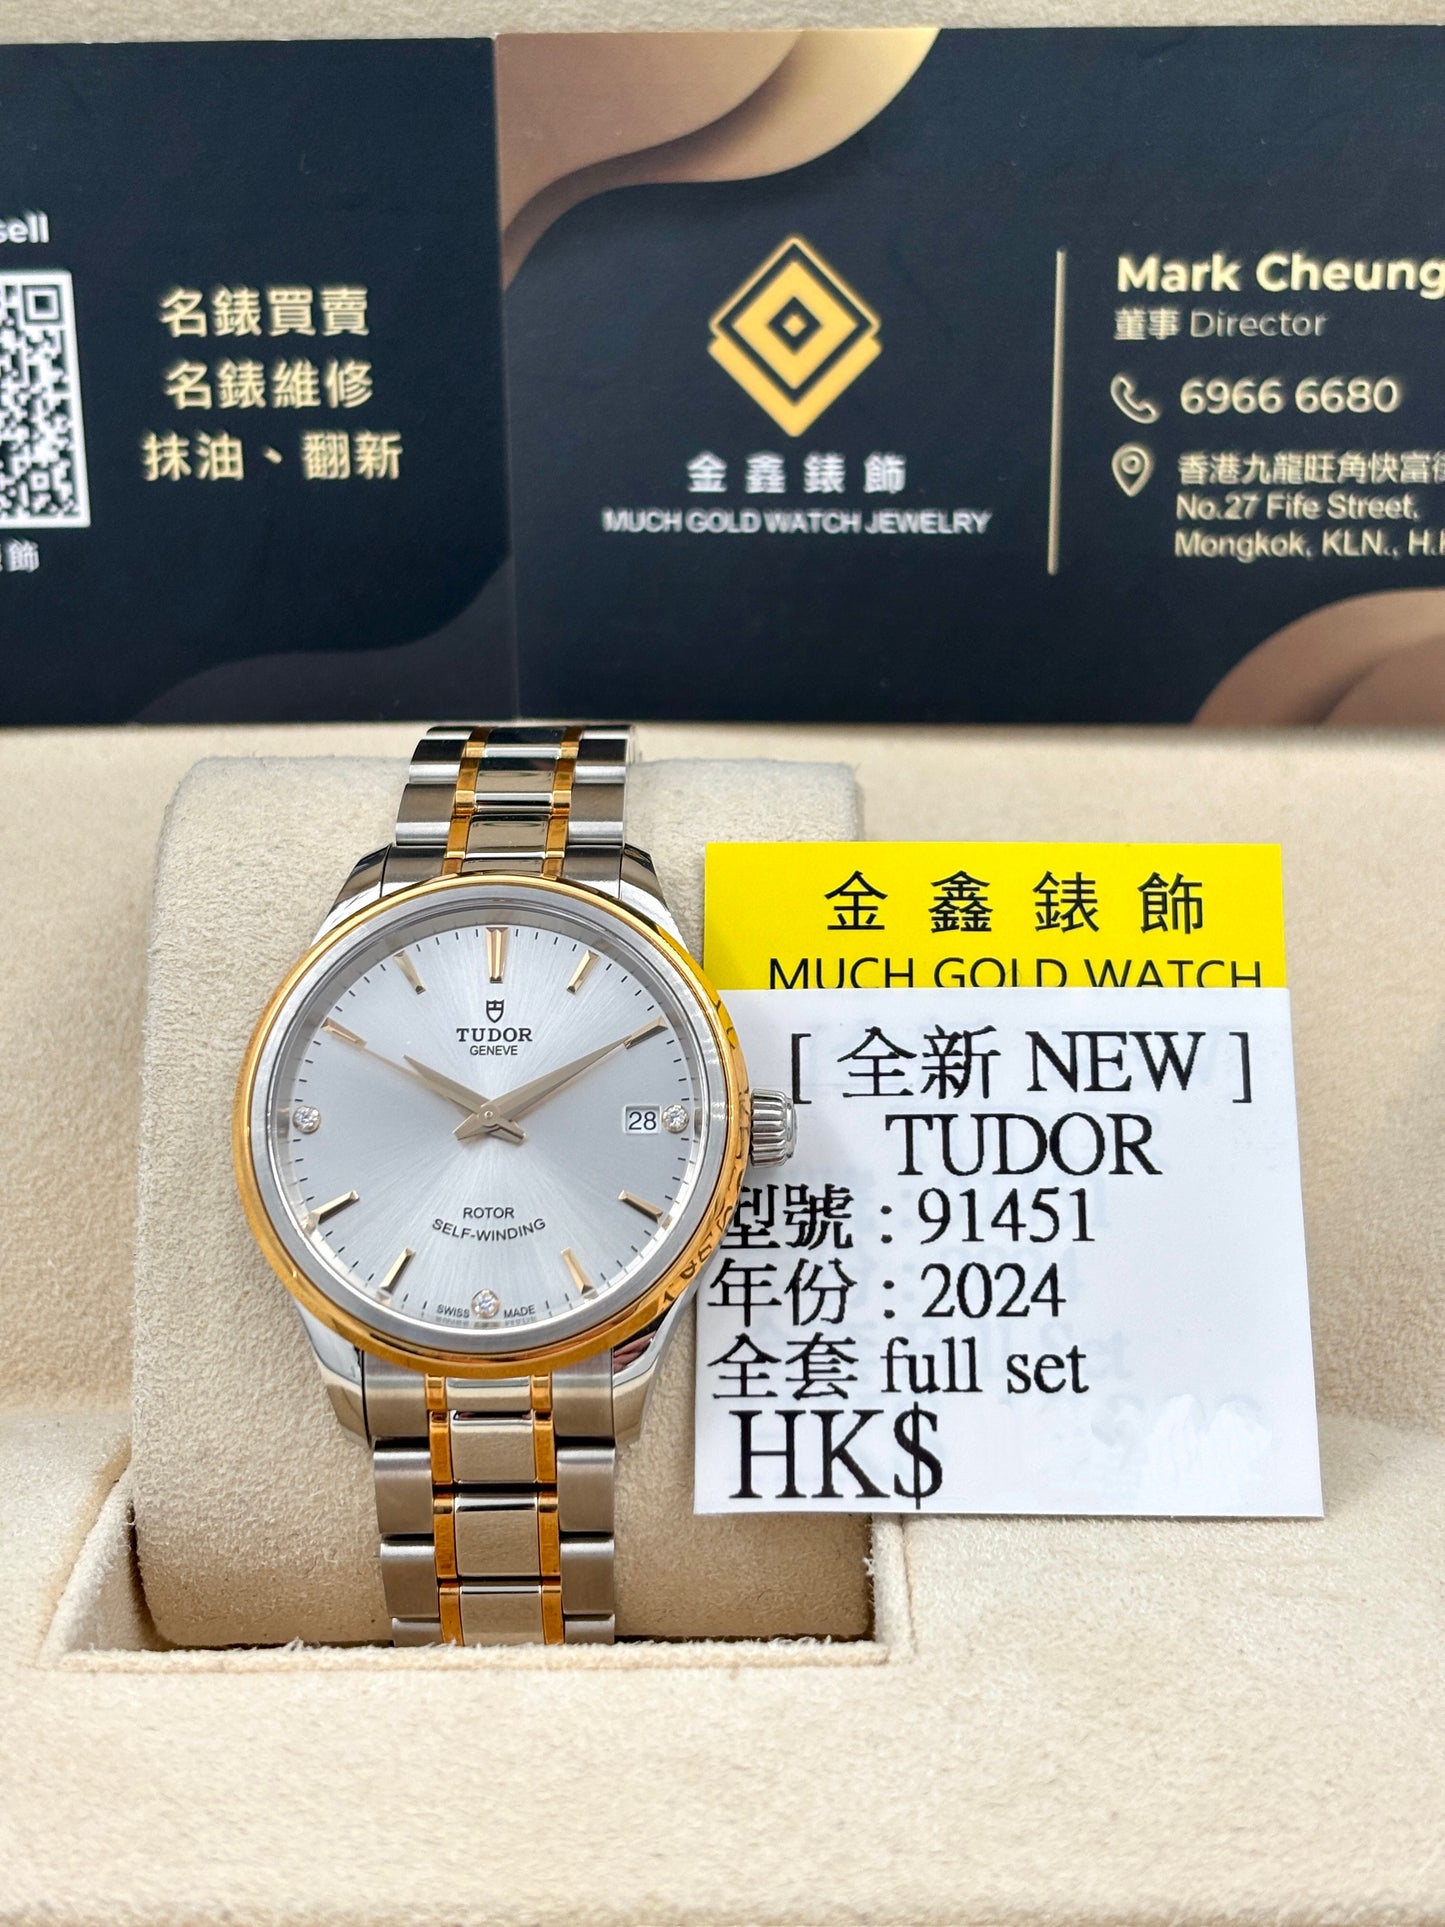 sell
名錶買賣
名錶維修
抹油、翻新
飾
金鑫錶飾
MUCH GOLD WATCH JEWELRY
Mark Cheung
董事 Director
6966 6680
香港九龍旺角快富街
No.27 Fife Street,
Mongkok, KLN., H.K
金鑫錶飾
MUCH GOLD WATCH
[ 全新 NEW ]
TUDOR
型號 : 91451
年份 : 2024
全套 full set
HK$
TUDOR
GENEVE
28
ROTOR
SELF-WINDING
SWISS MADE